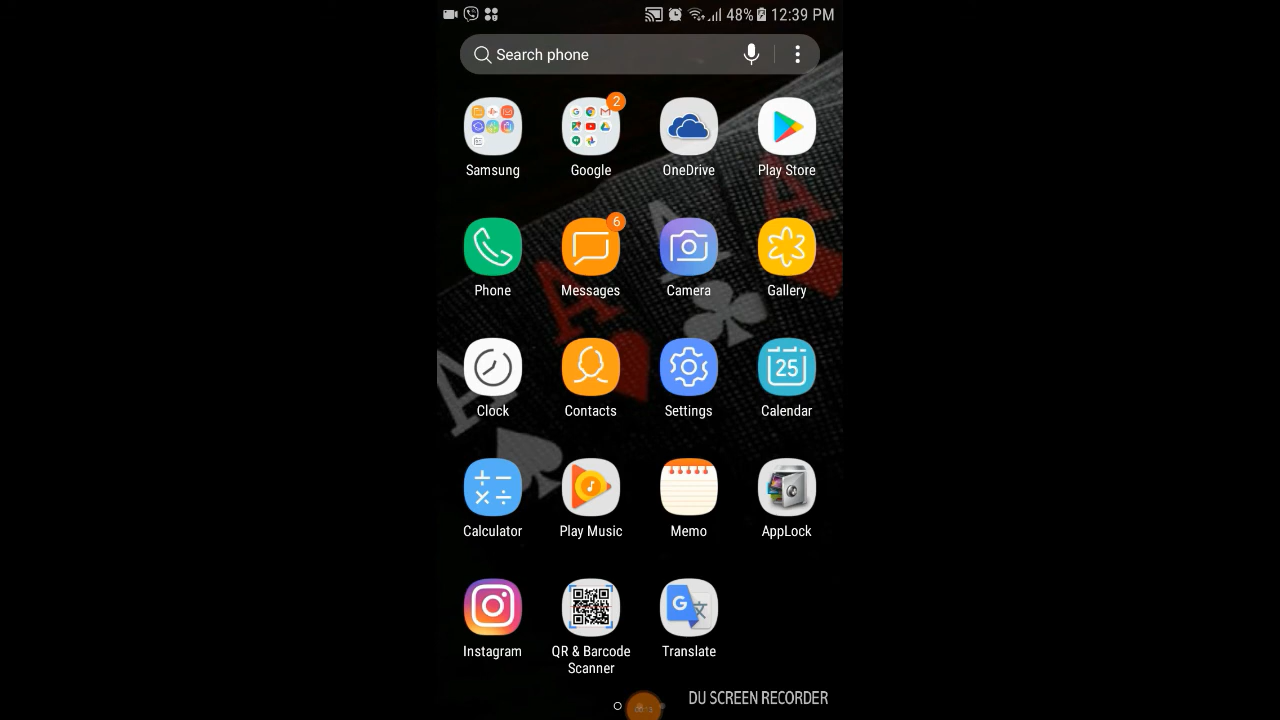 48% 12:39 PM
Search phone
2
Samsung Google OneDrive Play Store
6
Phone Messages Camera Gallery
25
Clock Contacts Settings Calendar
Calculator Play Music Memo AppLock
Instagram QR & Barcode Scanner Translate
DU SCREEN RECORDER